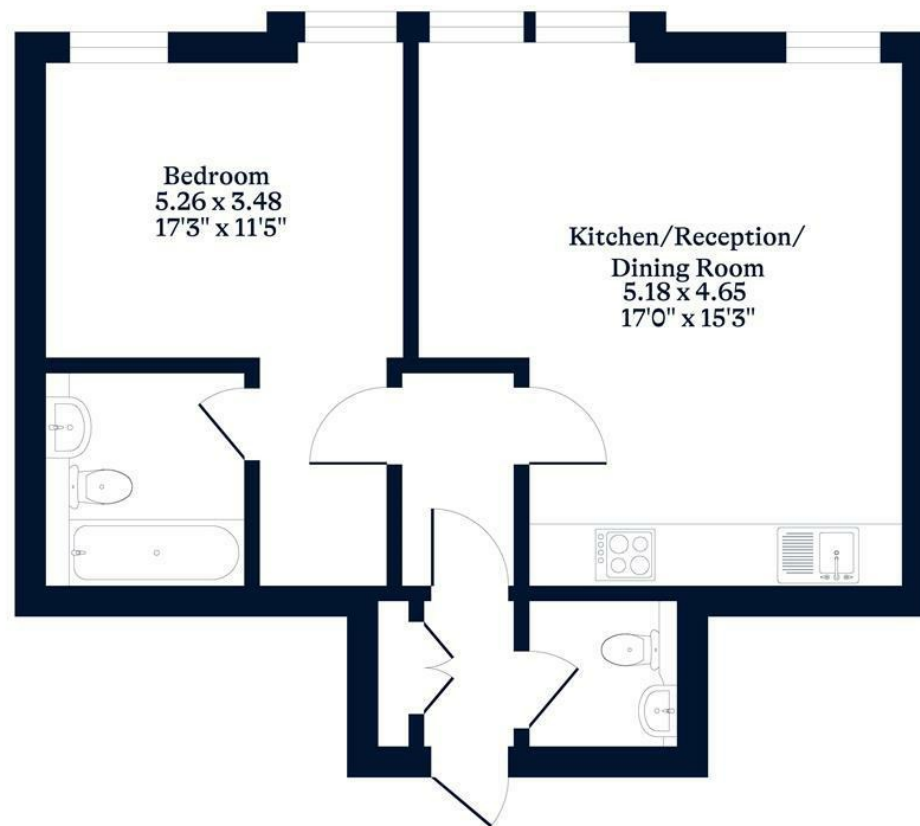 Bedroom
5.26 x 3.48
17'3" x 11'5"
Kitchen/Reception/
Dining Room
5.18 x 4.65
17'0" x 15'3"